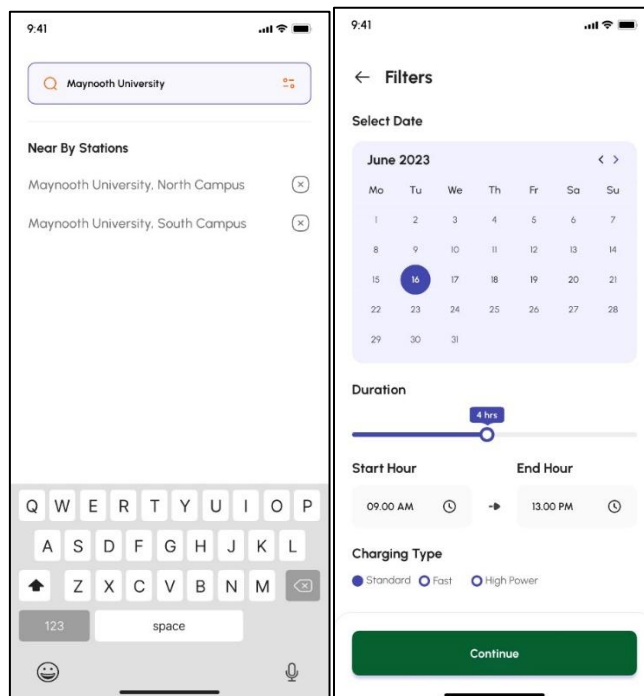 9:41
Maynooth University
Near By Stations
Maynooth University, North Campus
Maynooth University, South Campus
Q W E R T Y U I O P
A S D F G H J K L
Z X C V B N M
123 space
9:41
Filters
Select Date
June 2023
Mo Tu We Th Fr Sa Su
1 2 3 4 5 6 7
8 9 10 11 12 13 14
15 16 17 18 19 20 21
22 23 24 25 26 27 28
29 30 31
Duration
4 hrs
Start Hour End Hour
09.00 AM 13.00 PM
Charging Type
Standard Fast High Power
Continue